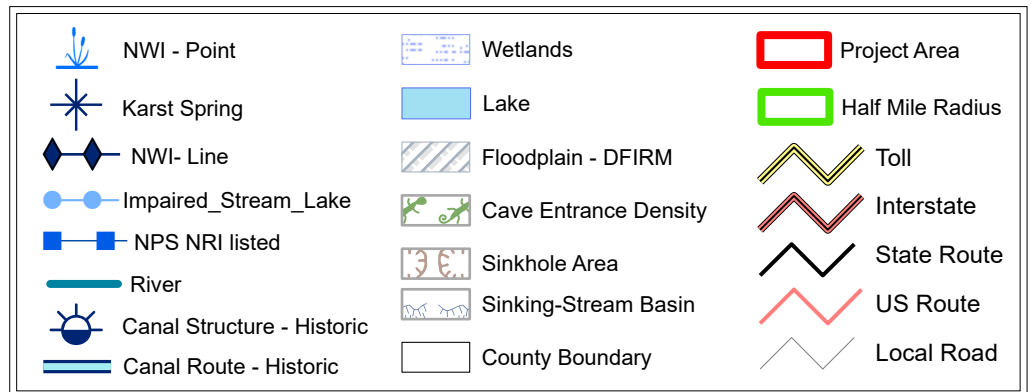 NWI - Point
Karst Spring
NWI- Line
Impaired_Stream_Lake
NPS NRI listed
River
Canal Structure - Historic
Canal Route - Historic
Wetlands
Lake
Floodplain - DFIRM
Cave Entrance Density
Sinkhole Area
Sinking-Stream Basin
County Boundary
Project Area
Half Mile Radius
Toll
Interstate
State Route
US Route
Local Road